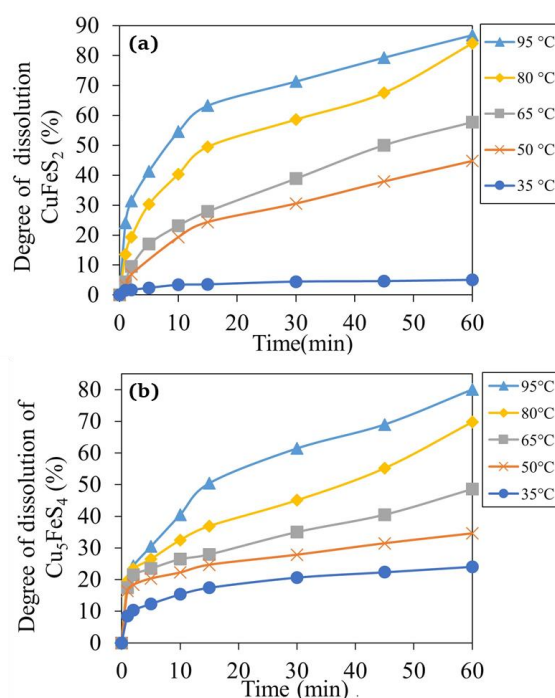 (a)
Degree of dissolution
CuFeS2 (%)
90
80
70
60
50
40
30
20
10
0
0 10 20 30 40 50 60
Time(min)
95 °C
80 °C
65 °C
50 °C
35 °C
(b)
Degree of dissolution of
Cu5FeS4 (%)
80
70
60
50
40
30
20
10
0
0 10 20 30 40 50 60
Time (min) .
95°C
80°C
65°C
50°C
35°C